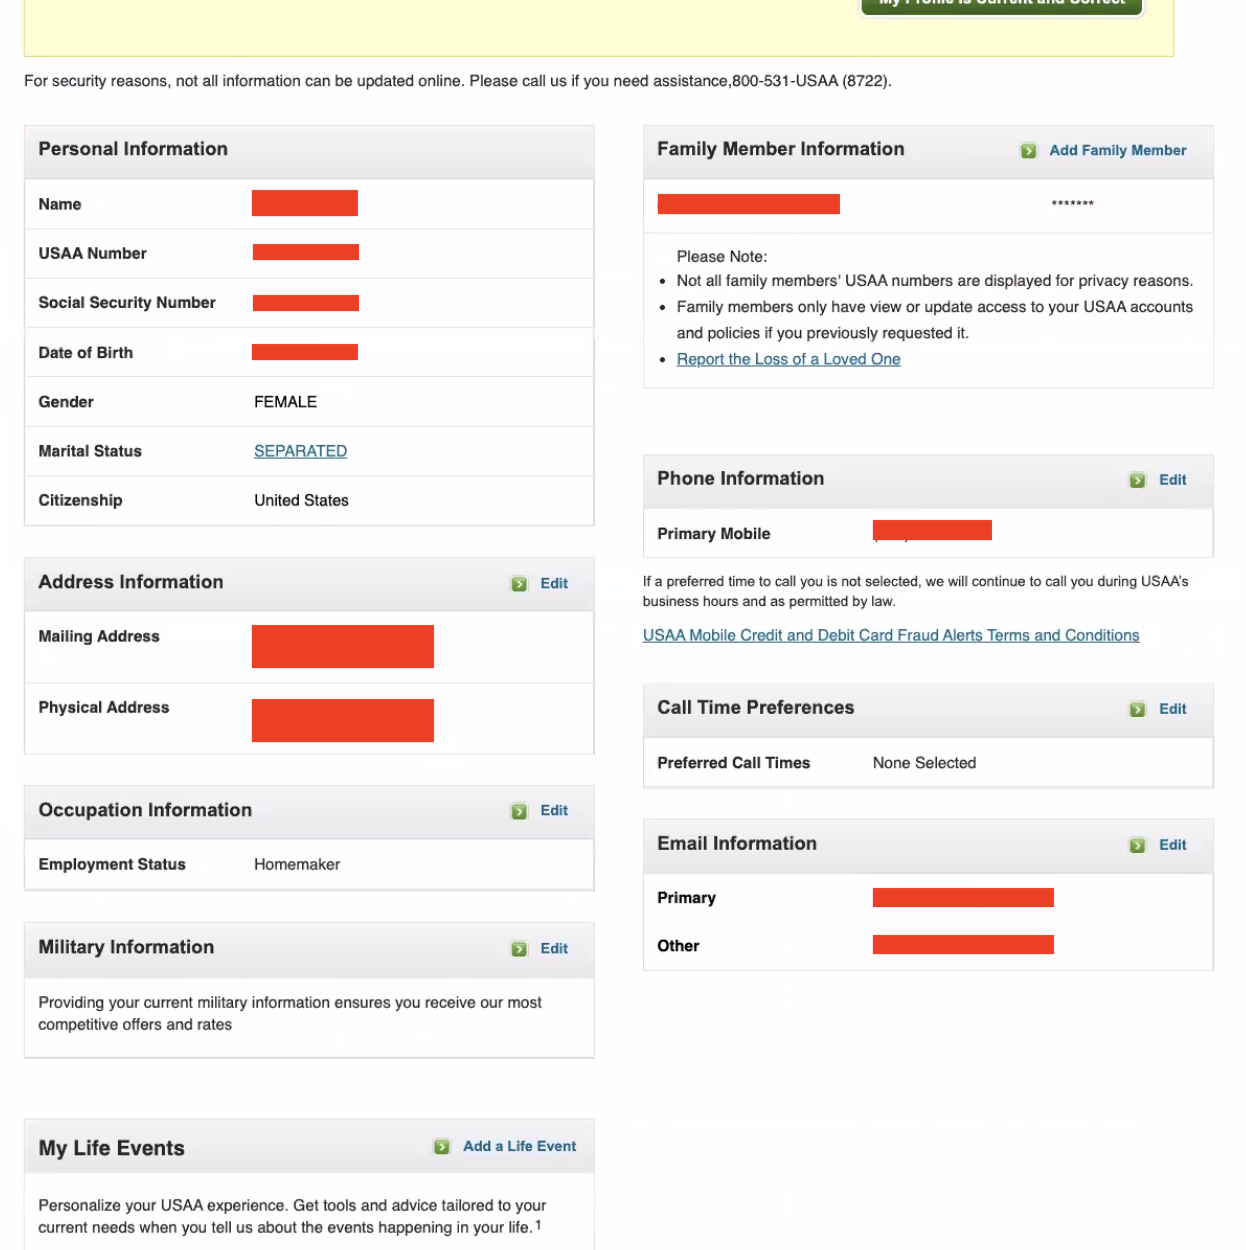 My Profile Is Current and Correct
For security reasons, not all information can be updated online. Please call us if you need assistance,800-531-USAA (8722).
Personal Information
Name
USAA Number
Social Security Number
Date of Birth
Gender FEMALE
Marital Status SEPARATED
Citizenship United States
Address Information Edit
Mailing Address
Physical Address
Occupation Information Edit
Employment Status Homemaker
Military Information Edit
Providing your current military information ensures you receive our most
competitive offers and rates
My Life Events Add a Life Event
Personalize your USAA experience. Get tools and advice tailored to your
current needs when you tell us about the events happening in your life.1
Family Member Information Add Family Member
*******
Please Note:
• Not all family members' USAA numbers are displayed for privacy reasons.
• Family members only have view or update access to your USAA accounts
and policies if you previously requested it.
• Report the Loss of a Loved One
Phone Information Edit
Primary Mobile
If a preferred time to call you is not selected, we will continue to call you during USAA's
business hours and as permitted by law.
USAA Mobile Credit and Debit Card Fraud Alerts Terms and Conditions
Call Time Preferences Edit
Preferred Call Times None Selected
Email Information Edit
Primary
Other